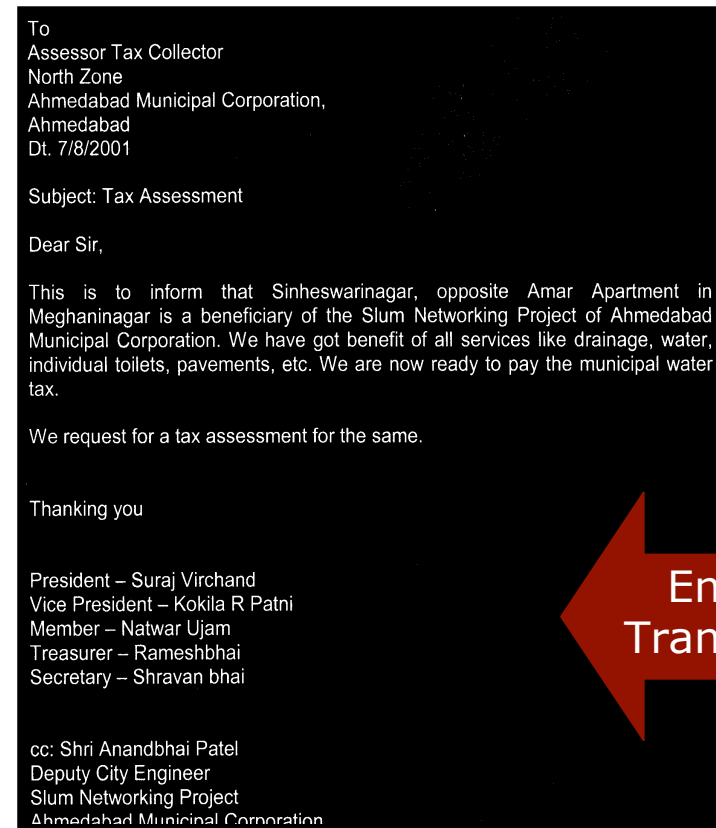 To
Assessor Tax Collector
North Zone
Ahmedabad Municipal Corporation,
Ahmedabad
Dt. 7/8/2001
Subject: Tax Assessment
Dear Sir,
This is to inform that Sinheswarinagar, opposite Amar Apartment in
Meghaninagar is a beneficiary of the Slum Networking Project of Ahmedabad
Municipal Corporation. We have got benefit of all services like drainage, water,
individual toilets, pavements, etc. We are now ready to pay the municipal water
tax.
We request for a tax assessment for the same.
Thanking you
President – Suraj Virchand
Vice President – Kokila R Patni
Member – Natwar Ujam
Treasurer – Rameshbhai
Secretary – Shravan bhai
En
Tran
cc: Shri Anandbhai Patel
Deputy City Engineer
Slum Networking Project
Ahmedabad Municipal Corporation